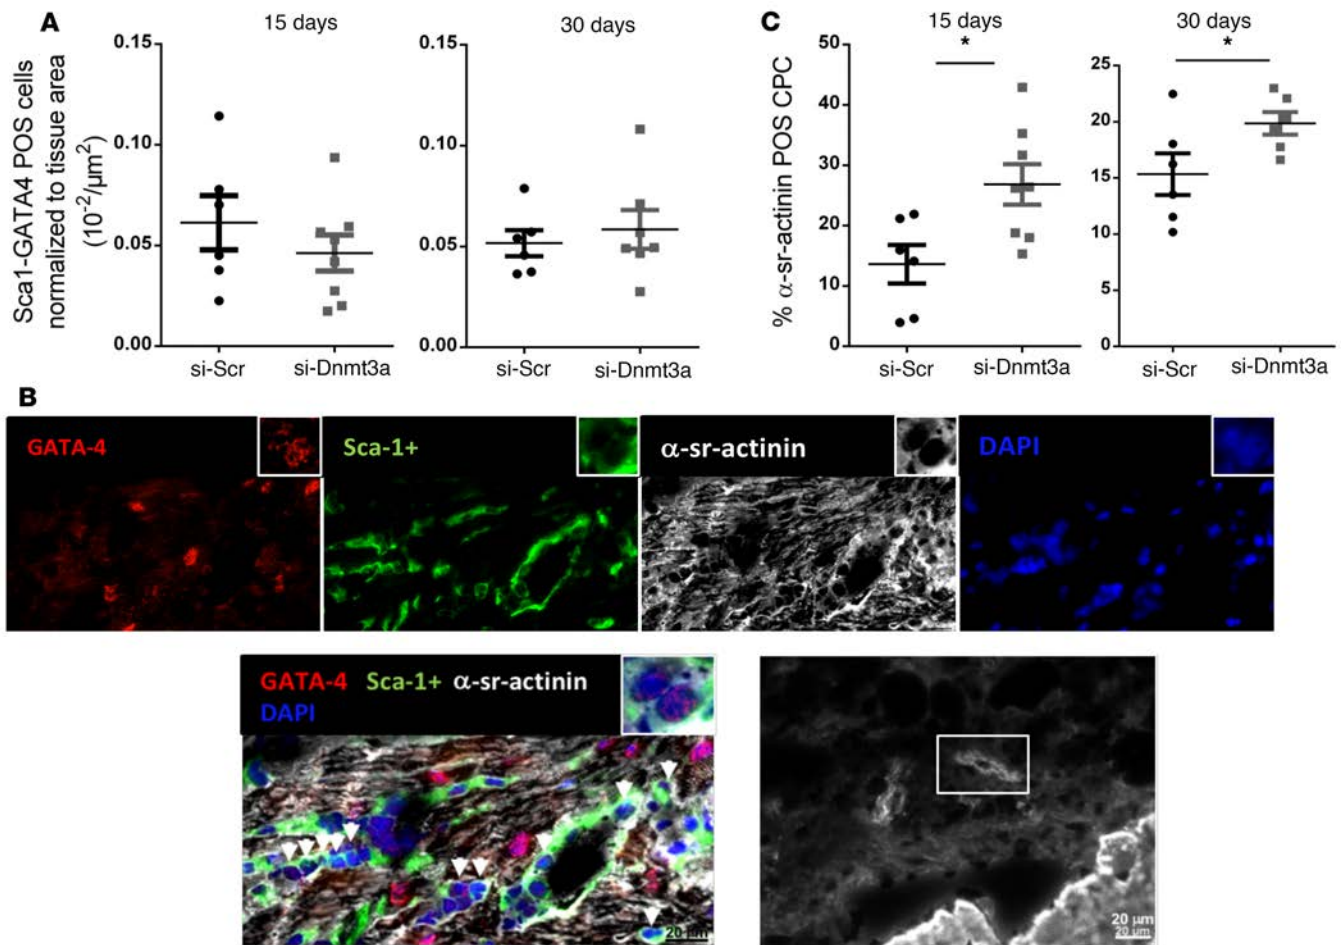 A
15 days
30 days
Sca1-GATA4 POS cells
normalized to tissue area
(10⁻²/μm²)
0.15
0.10
0.05
0.00
si-Scr
si-Dnmt3a
0.15
0.10
0.05
0.00
si-Scr
si-Dnmt3a
C
15 days
30 days
% α-sr-actinin POS CPC
*
50
40
30
20
10
0
si-Scr
si-Dnmt3a
*
25
20
15
10
5
0
si-Scr
si-Dnmt3a
B
GATA-4
Sca-1+
α-sr-actinin
DAPI
GATA-4 Sca-1+ α-sr-actinin
DAPI
20 μm
20 μm
20 μm